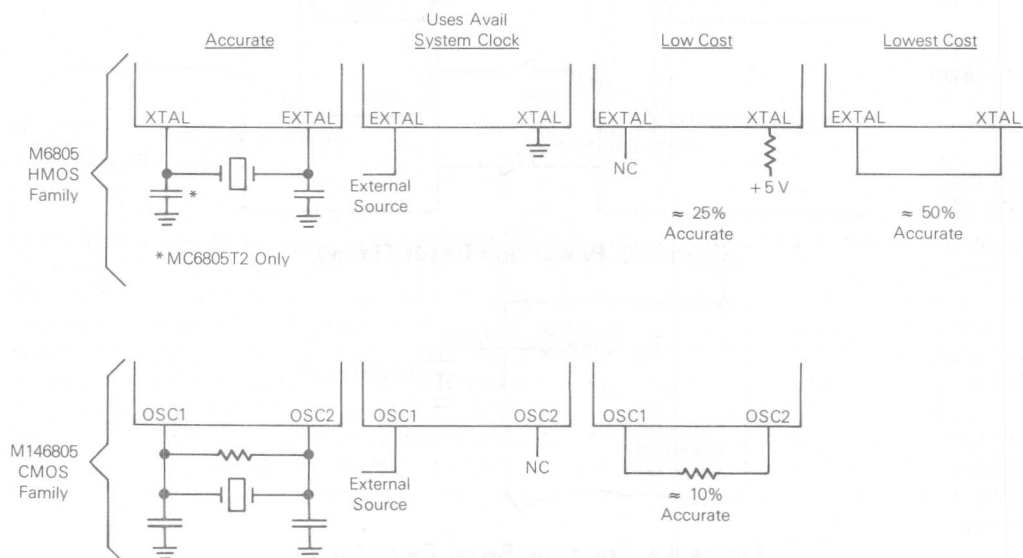 Accurate
Uses Avail
System Clock
Low Cost
Lowest Cost
M6805
HMOS
Family
XTAL EXTAL
EXTAL XTAL
EXTAL XTAL
EXTAL XTAL
*
* MC6805T2 Only
External
Source
NC
+5 V
≈ 25%
Accurate
≈ 50%
Accurate
M146805
CMOS
Family
OSC1 OSC2
OSC1 OSC2
OSC1 OSC2
External
Source
NC
≈ 10%
Accurate